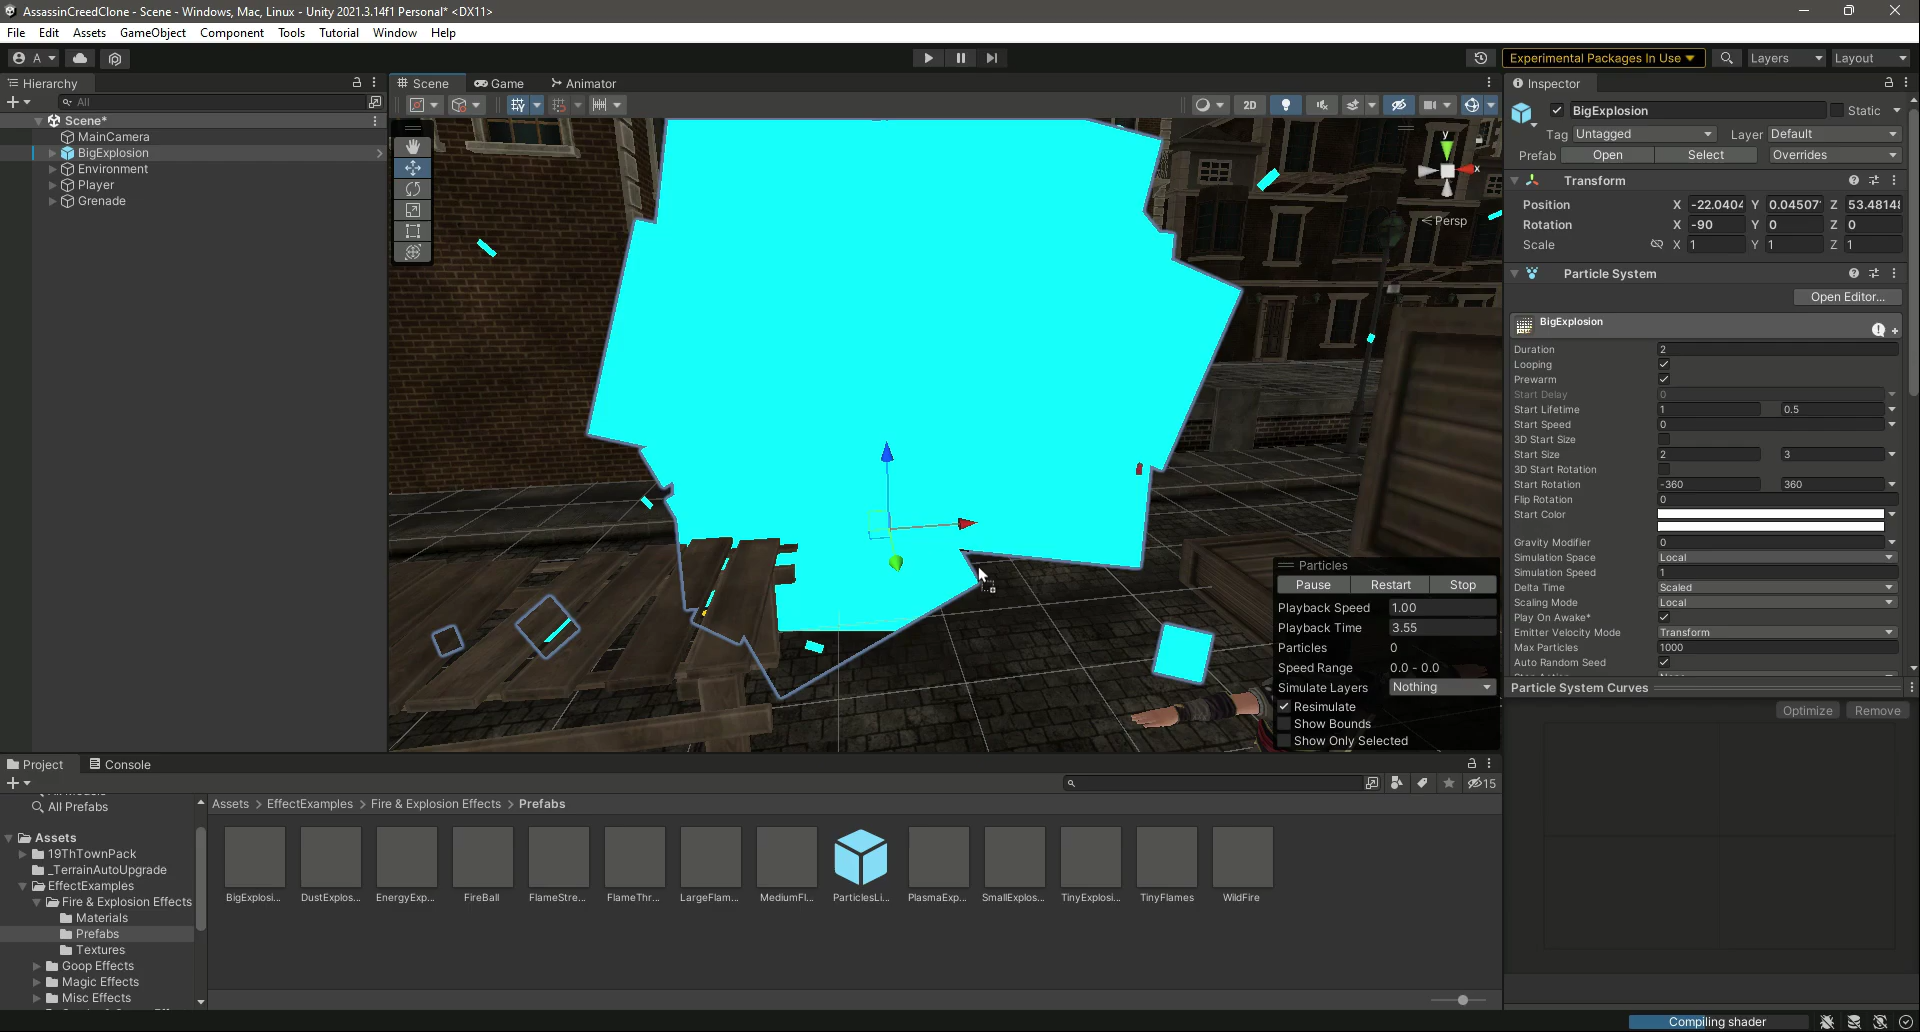 AssassinCreedClone - Scene - Windows, Mac, Linux - Unity 2021.3.14f1 Personal* <DX11>
File Edit Assets GameObject Component Tools Tutorial Window Help
A
Experimental Packages In Use
Layers
Layout
Hierarchy
All
Scene*
MainCamera
BigExplosion
Environment
Player
Grenade
Scene
Game
Animator
2D
y
x
Persp
Particles
Pause Restart Stop
Playback Speed 1.00
Playback Time 3.55
Particles 0
Speed Range 0.0 - 0.0
Simulate Layers Nothing
Resimulate
Show Bounds
Show Only Selected
Inspector
BigExplosion
Static
Tag Untagged Layer Default
Prefab Open Select Overrides
Transform
Position X -22.0404 Y 0.04507 Z 53.4814
Rotation X -90 Y 0 Z 0
Scale X 1 Y 1 Z 1
Particle System
Open Editor...
BigExplosion
Duration 2
Looping
Prewarm
Start Delay 0
Start Lifetime 1 0.5
Start Speed 0
3D Start Size
Start Size 2 3
3D Start Rotation
Start Rotation -360 360
Flip Rotation 0
Start Color
Gravity Modifier 0
Simulation Space Local
Simulation Speed 1
Delta Time Scaled
Scaling Mode Local
Play On Awake*
Emitter Velocity Mode Transform
Max Particles 1000
Auto Random Seed
Particle System Curves
Optimize Remove
Project
Console
15
All Prefabs
Assets
19ThTownPack
_TerrainAutoUpgrade
EffectExamples
Fire & Explosion Effects
Materials
Prefabs
Textures
Goop Effects
Magic Effects
Misc Effects
Assets > EffectExamples > Fire & Explosion Effects > Prefabs
BigExplosi... DustExplos... EnergyExp... FireBall FlameStre... FlameThr... LargeFlam... MediumFl... ParticlesLi... PlasmaExp... SmallExplos... TinyExplosi... TinyFlames WildFire
Compiling shader